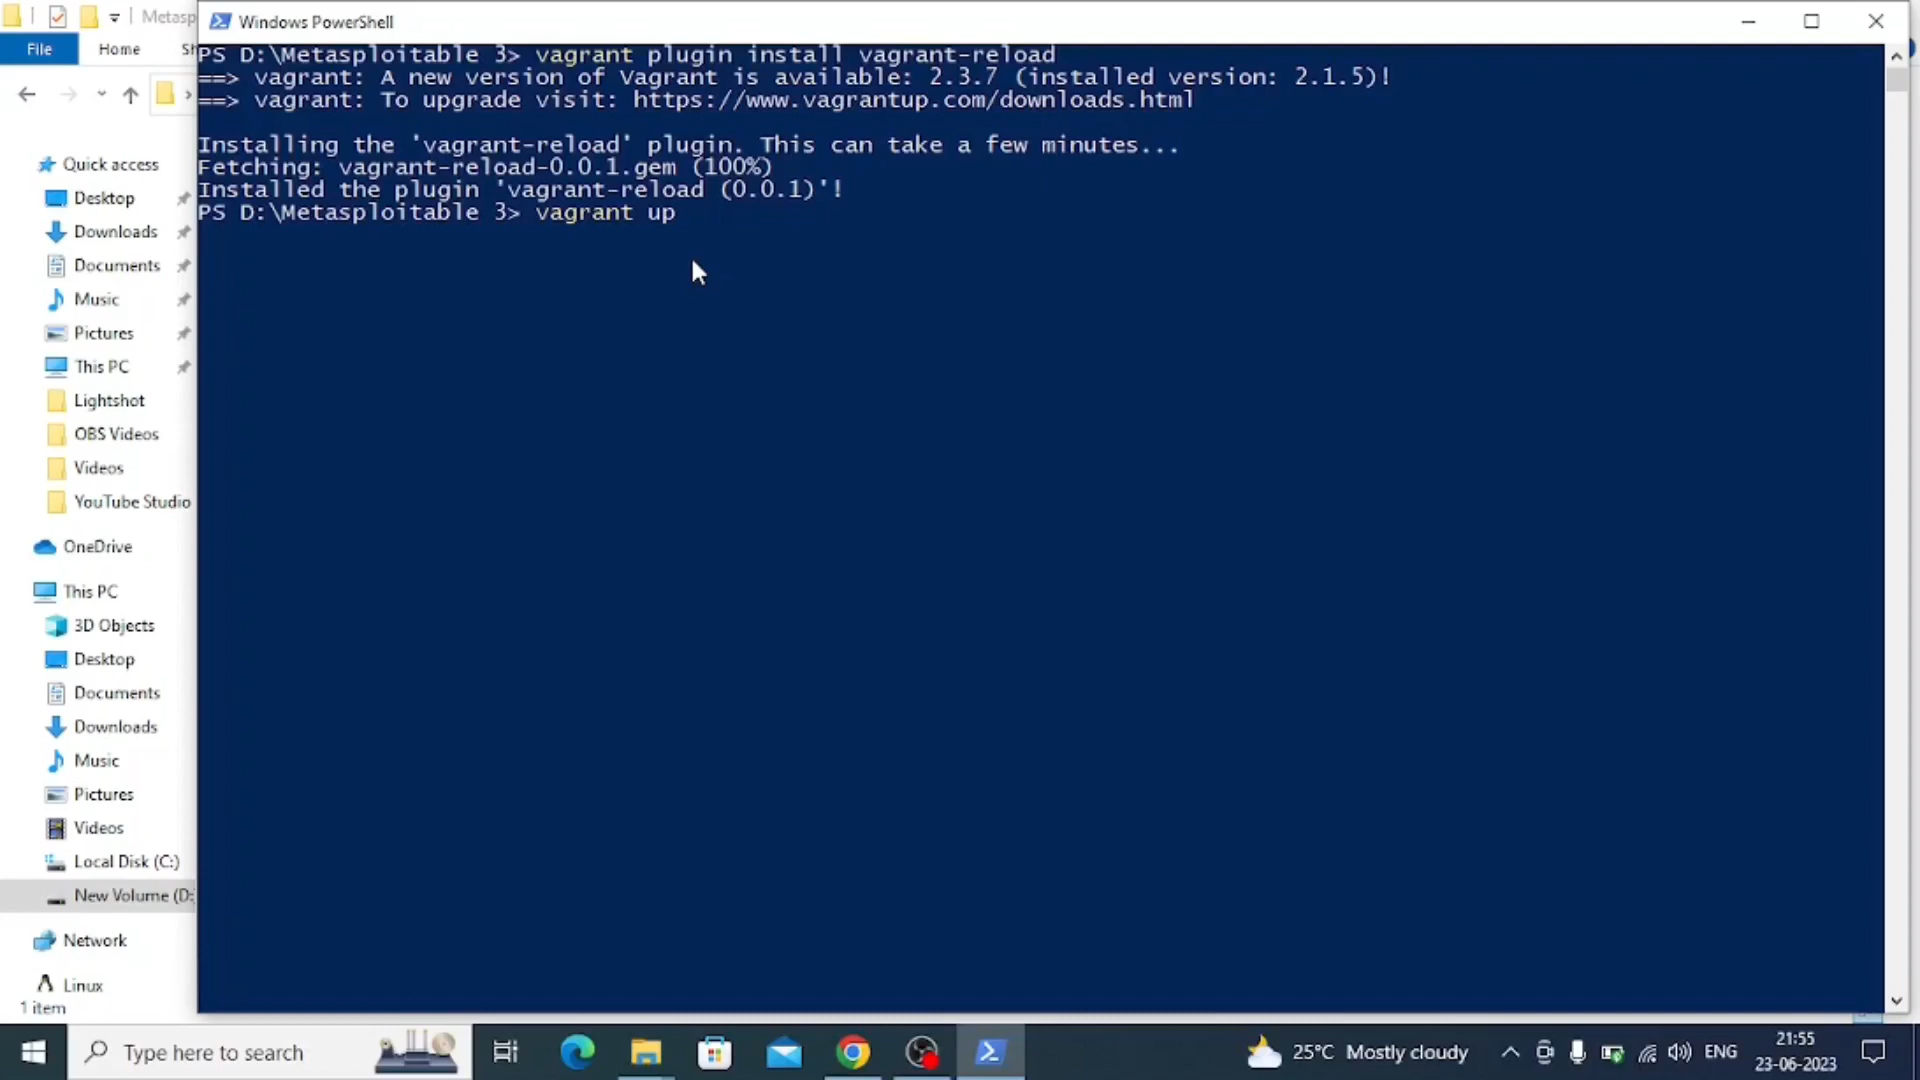 Metasp
Windows PowerShell
File
Home
Sh
PS D:\Metasploitable 3> vagrant plugin install vagrant-reload
==> vagrant: A new version of Vagrant is available: 2.3.7 (installed version: 2.1.5)!
==> vagrant: To upgrade visit: https://www.vagrantup.com/downloads.html
Installing the 'vagrant-reload' plugin. This can take a few minutes...
Fetching: vagrant-reload-0.0.1.gem (100%)
Installed the plugin 'vagrant-reload (0.0.1)'!
PS D:\Metasploitable 3> vagrant up
Quick access
Desktop
Downloads
Documents
Music
Pictures
This PC
Lightshot
OBS Videos
Videos
YouTube Studio
OneDrive
This PC
3D Objects
Desktop
Documents
Downloads
Music
Pictures
Videos
Local Disk (C:)
New Volume (D:
Network
Linux
1 item
Type here to search
25°C Mostly cloudy
ENG
21:55
23-06-2023